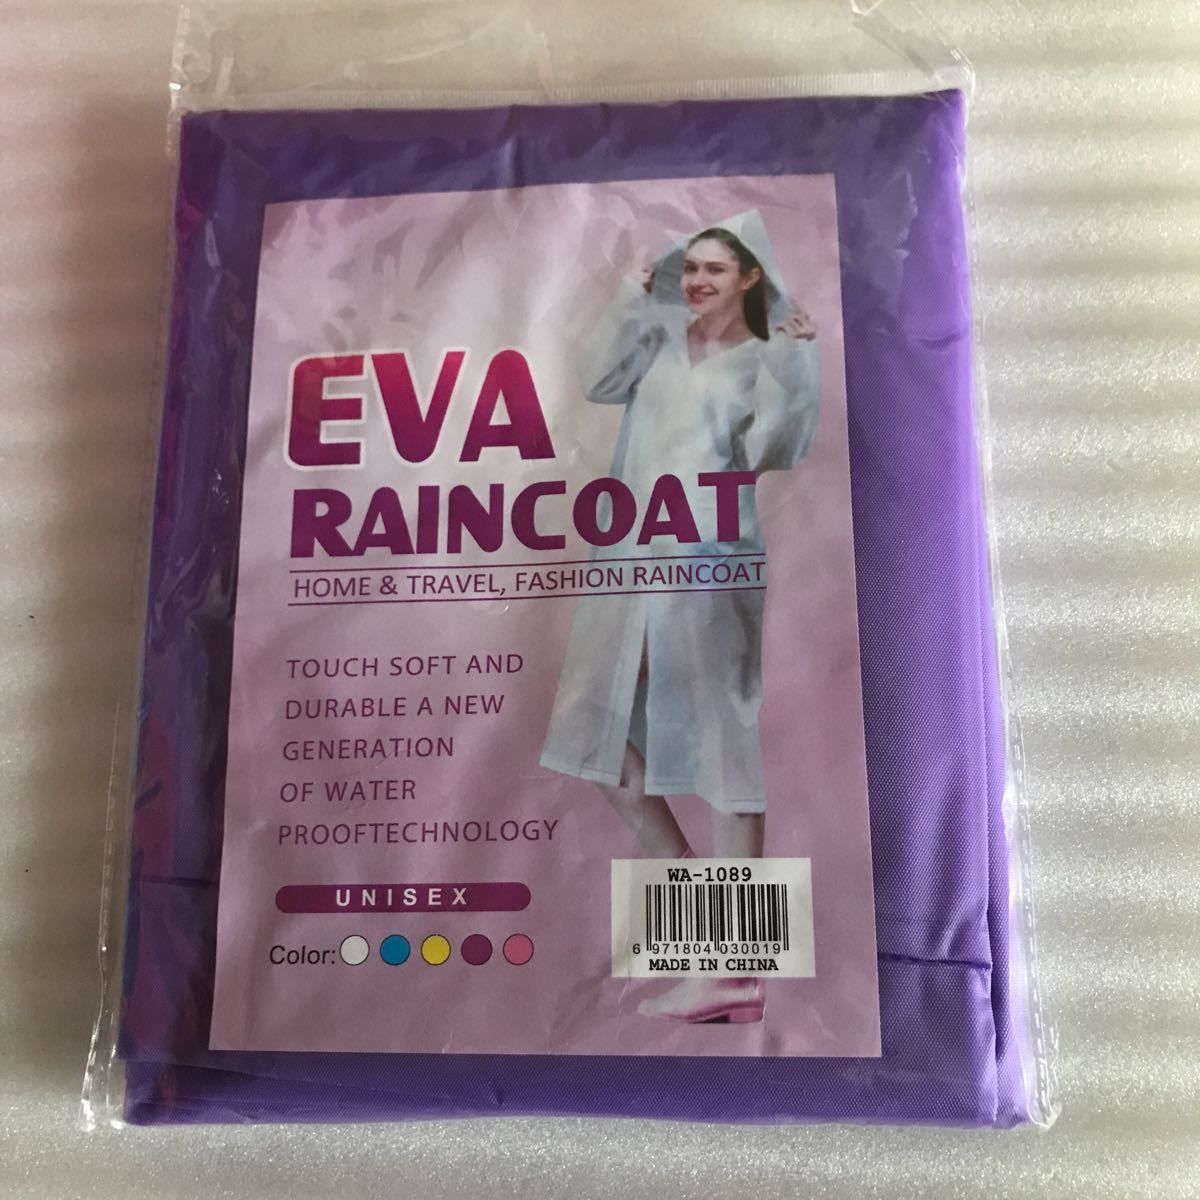 EVA
RAINCOAT
HOME & TRAVEL, FASHION RAINCOAT
TOUCH SOFT AND
DURABLE A NEW
GENERATION
OF WATER
PROOFTECHNOLOGY
UNISEX
Color:
WA-1089
6 971804 030019
MADE IN CHINA